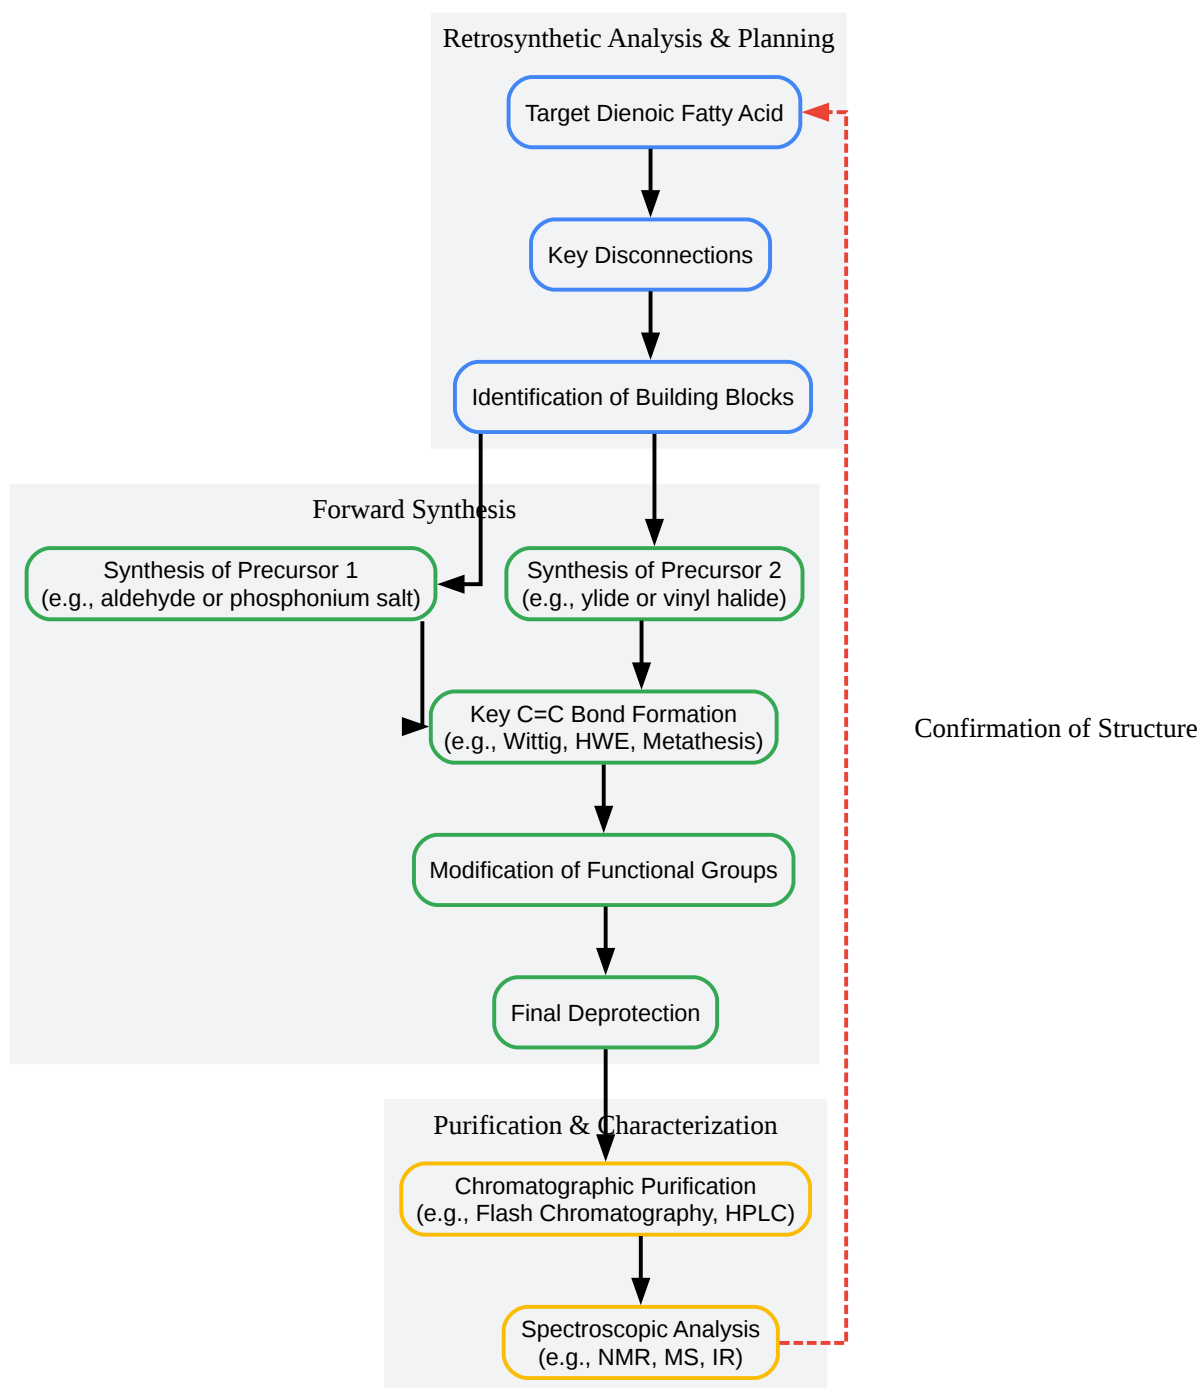 Retrosynthetic Analysis & Planning
Target Dienoic Fatty Acid
Key Disconnections
Identification of Building Blocks
Forward Synthesis
Synthesis of Precursor 1
(e.g., aldehyde or phosphonium salt)
Synthesis of Precursor 2
(e.g., ylide or vinyl halide)
Key C=C Bond Formation
(e.g., Wittig, HWE, Metathesis)
Confirmation of Structure
Modification of Functional Groups
Final Deprotection
Purification & Characterization
Chromatographic Purification
(e.g., Flash Chromatography, HPLC)
Spectroscopic Analysis
(e.g., NMR, MS, IR)